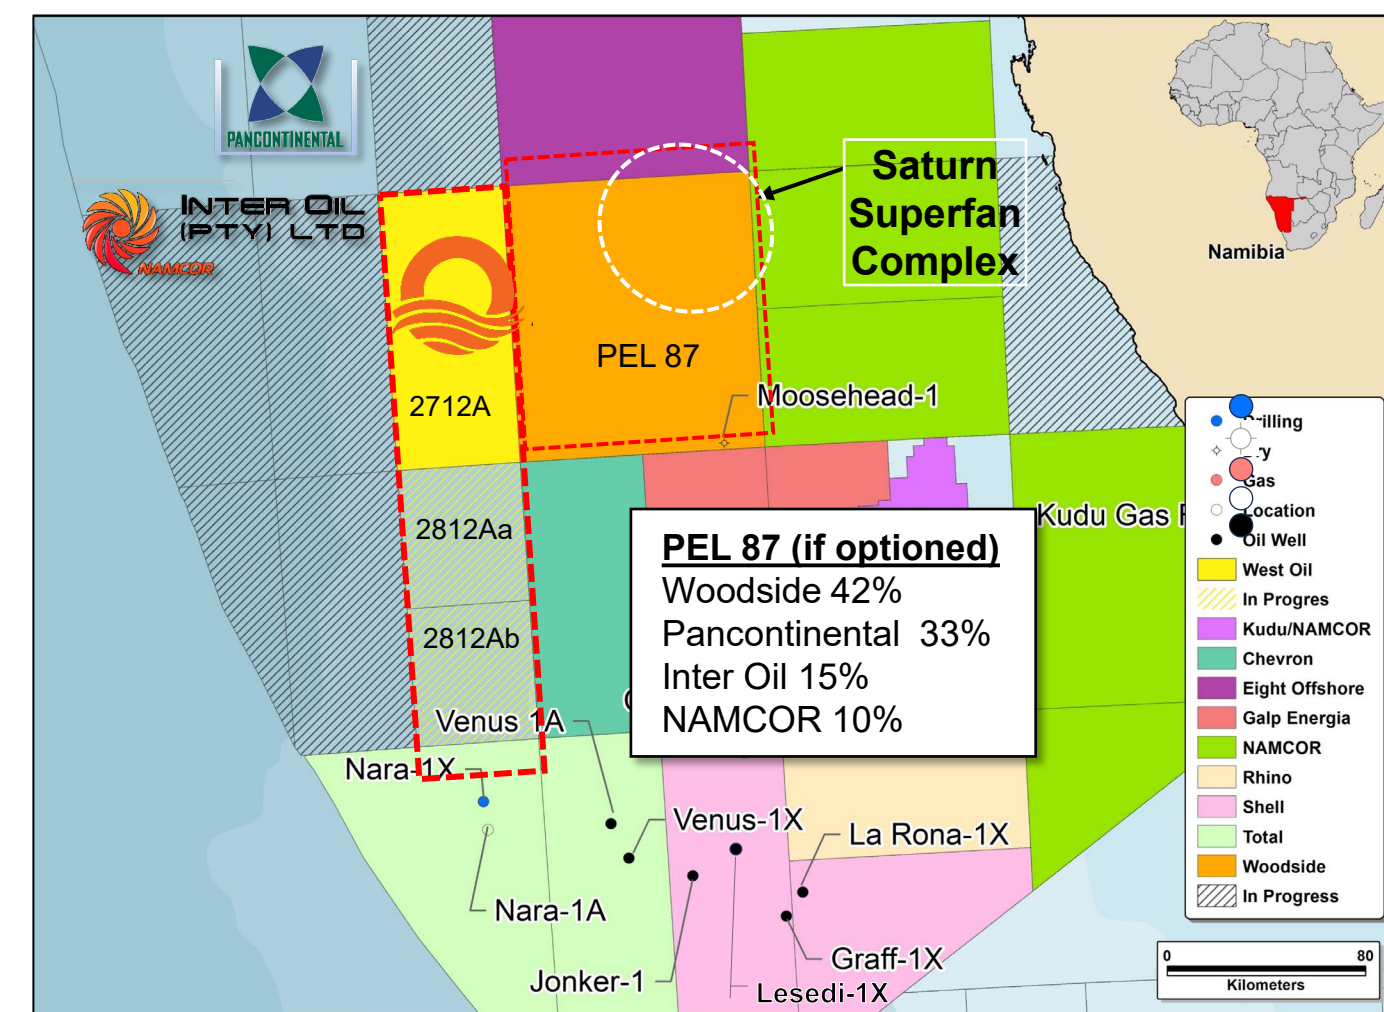 PANCONTINENTAL
INTER OIL
(PTY) LTD
NAMCOR
Saturn
Superfan
Complex
Namibia
PEL 87
2712A
Moosehead-1
2812Aa
2812Ab
Kudu Gas
PEL 87 (if optioned)
Woodside 42%
Pancontinental 33%
Inter Oil 15%
NAMCOR 10%
Venus 1A
Nara-1X
Venus-1X
La Rona-1X
Nara-1A
Graff-1X
Jonker-1
Lesedi-1X
Gas
Location
Oil Well
West Oil
In Progres
Kudu/NAMCOR
Chevron
Eight Offshore
Galp Energia
NAMCOR
Rhino
Shell
Total
Woodside
In Progress
0 80
Kilometers